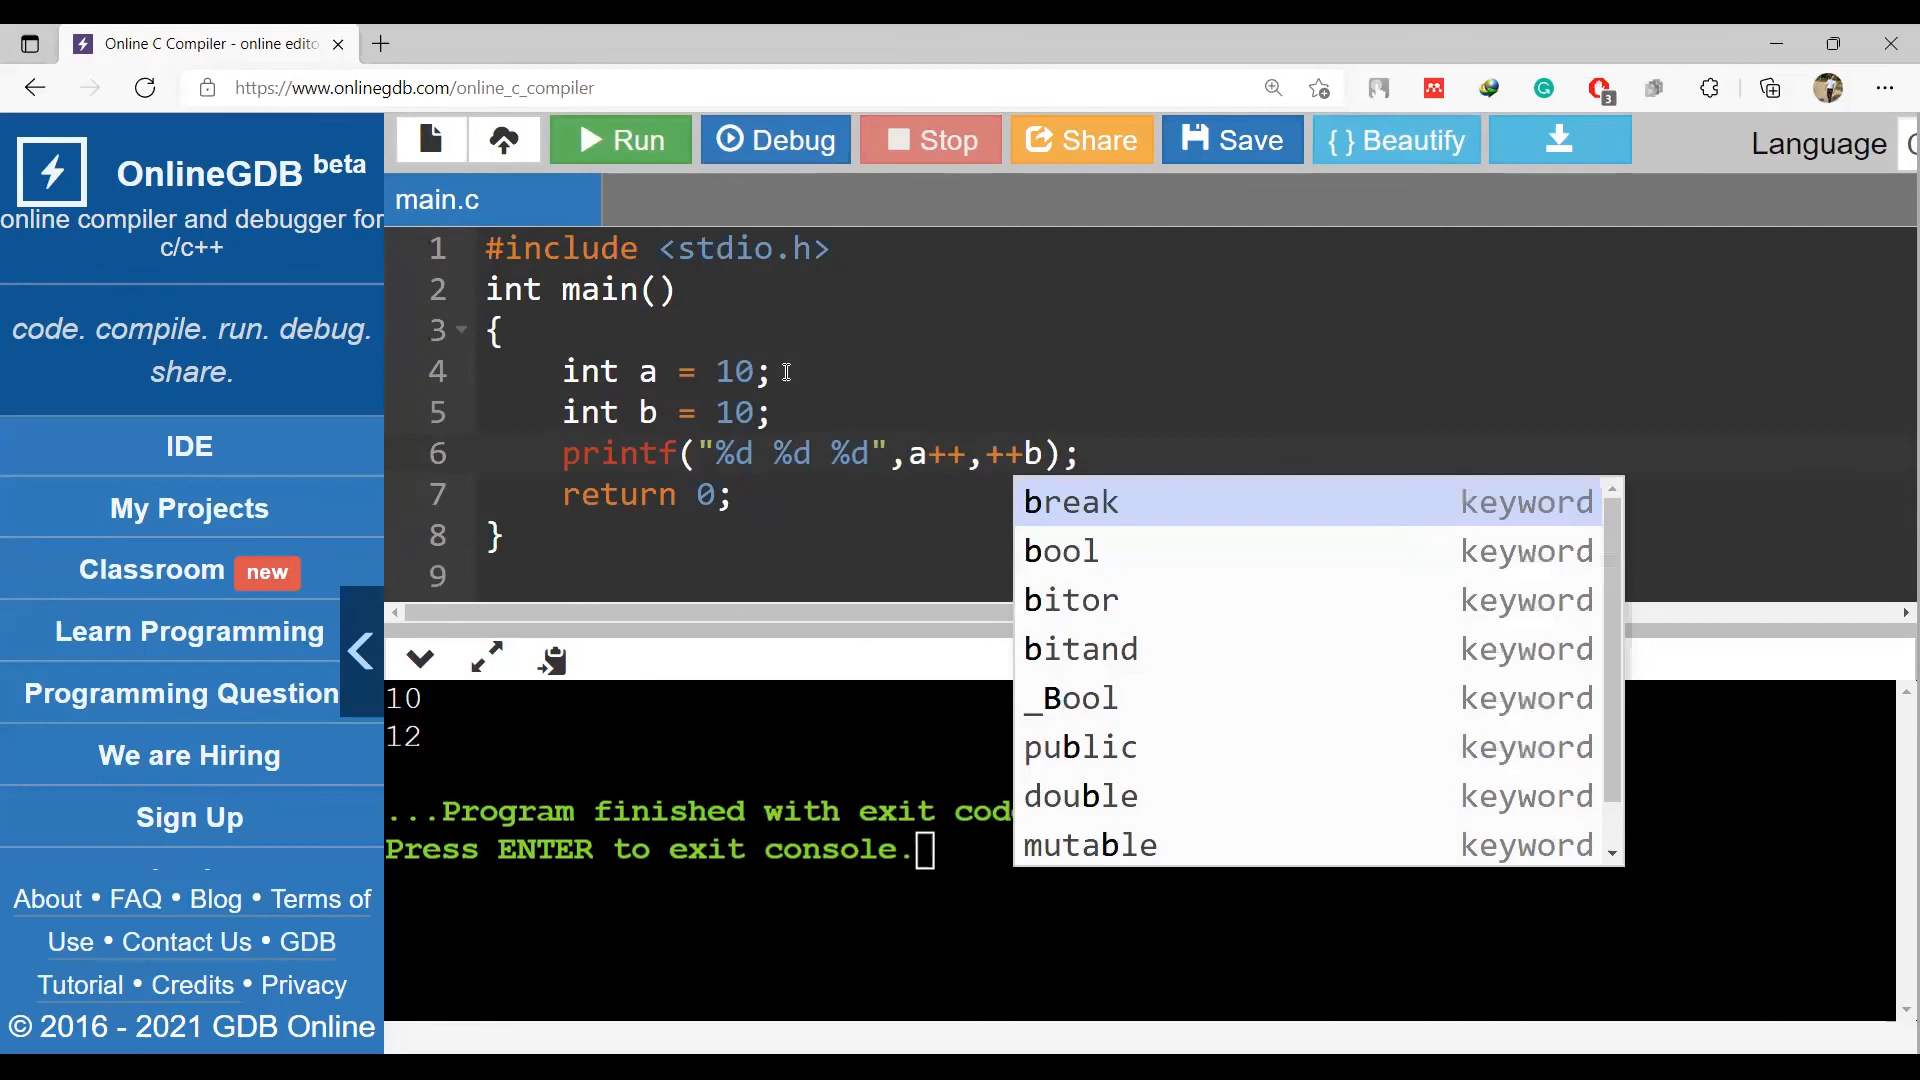 Online C Compiler - online edito
https://www.onlinegdb.com/online_c_compiler
3
OnlineGDB beta
online compiler and debugger for
c/c++
code. compile. run. debug.
share.
IDE
My Projects
Classroom new
Learn Programming
Programming Question
We are Hiring
Sign Up
About • FAQ • Blog • Terms of
Use • Contact Us • GDB
Tutorial • Credits • Privacy
© 2016 - 2021 GDB Online
Run
Debug
Stop
Share
Save
{ } Beautify
Language
main.c
1 #include <stdio.h>
2 int main()
3 {
4 int a = 10;
5 int b = 10;
6 printf("%d %d %d",a++,++b);
7 return 0;
8 }
9
break keyword
bool keyword
bitor keyword
bitand keyword
_Bool keyword
public keyword
double keyword
mutable keyword
10
12
...Program finished with exit cod
Press ENTER to exit console.